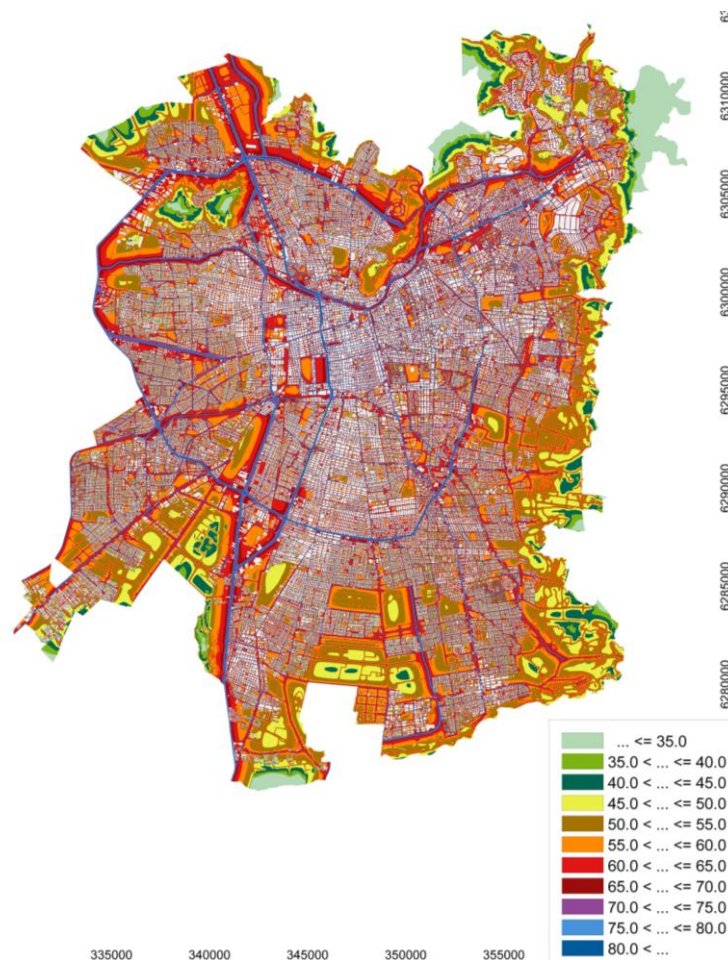 6310000
6305000
6300000
6295000
6290000
6285000
6280000
... <= 35.0
35.0 < ... <= 40.0
40.0 < ... <= 45.0
45.0 < ... <= 50.0
50.0 < ... <= 55.0
55.0 < ... <= 60.0
60.0 < ... <= 65.0
65.0 < ... <= 70.0
70.0 < ... <= 75.0
75.0 < ... <= 80.0
80.0 < ...
335000 340000 345000 350000 355000